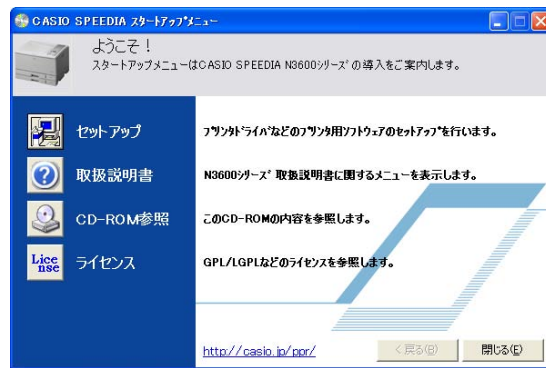 CASIO SPEEDIA ｽﾀｰﾄｱｯﾌﾟﾒﾆｭｰ
ようこそ！
スタートアップメニューはCASIO SPEEDIA N3600ｼﾘｰｽﾞの導入をご案内します。
セットアップ
ﾌﾟﾘﾝﾀﾄﾞﾗｲﾊﾞなどのﾌﾟﾘﾝﾀ用ｿﾌﾄｳｪｱのｾｯﾄｱｯﾌﾟを行います。
取扱説明書
N3600ｼﾘｰｽﾞ取扱説明書に関するメニューを表示します。
CD-ROM参照
このCD-ROMの内容を参照します。
Lice
nse
ライセンス
GPL/LGPLなどのライセンスを参照します。
http://casio.jp/ppr/
< 戻る(B)
閉じる(E)